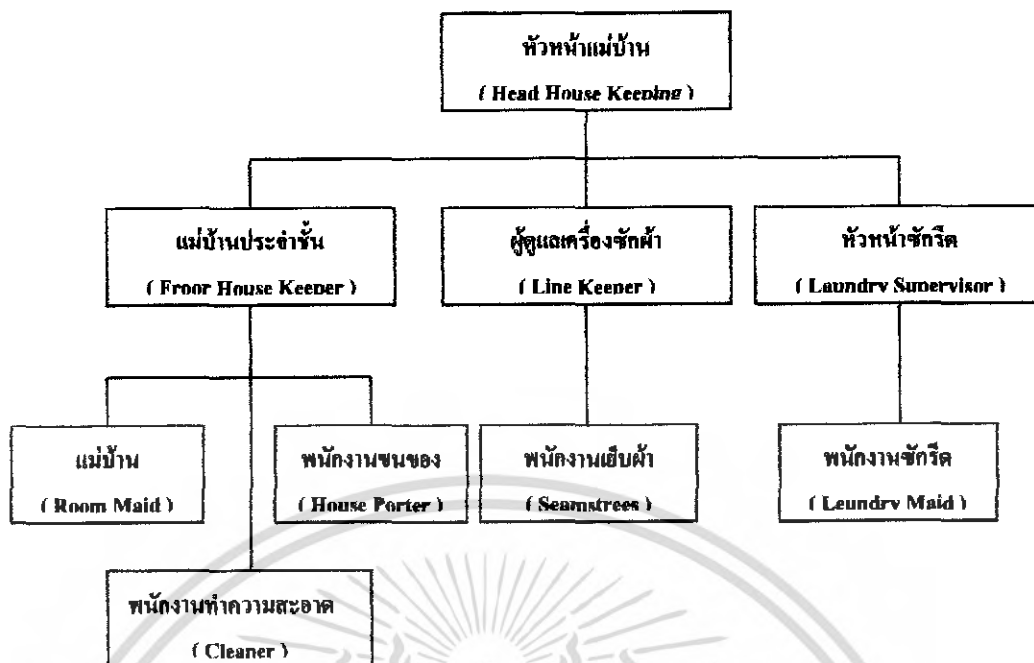 หัวหน้าแม่บ้าน
( Head House Keeping )
แม่บ้านประจำชั้น
( Froor House Keeper )
ผู้ดูแลเครื่องซักผ้า
( Line Keeper )
หัวหน้าซักรีด
( Laundry Supervisor )
แม่บ้าน
( Room Maid )
พนักงานขนของ
( House Porter )
พนักงานเย็บผ้า
( Seamstrees )
พนักงานซักรีด
( Leundry Maid )
พนักงานทำความสะอาด
( Cleaner )